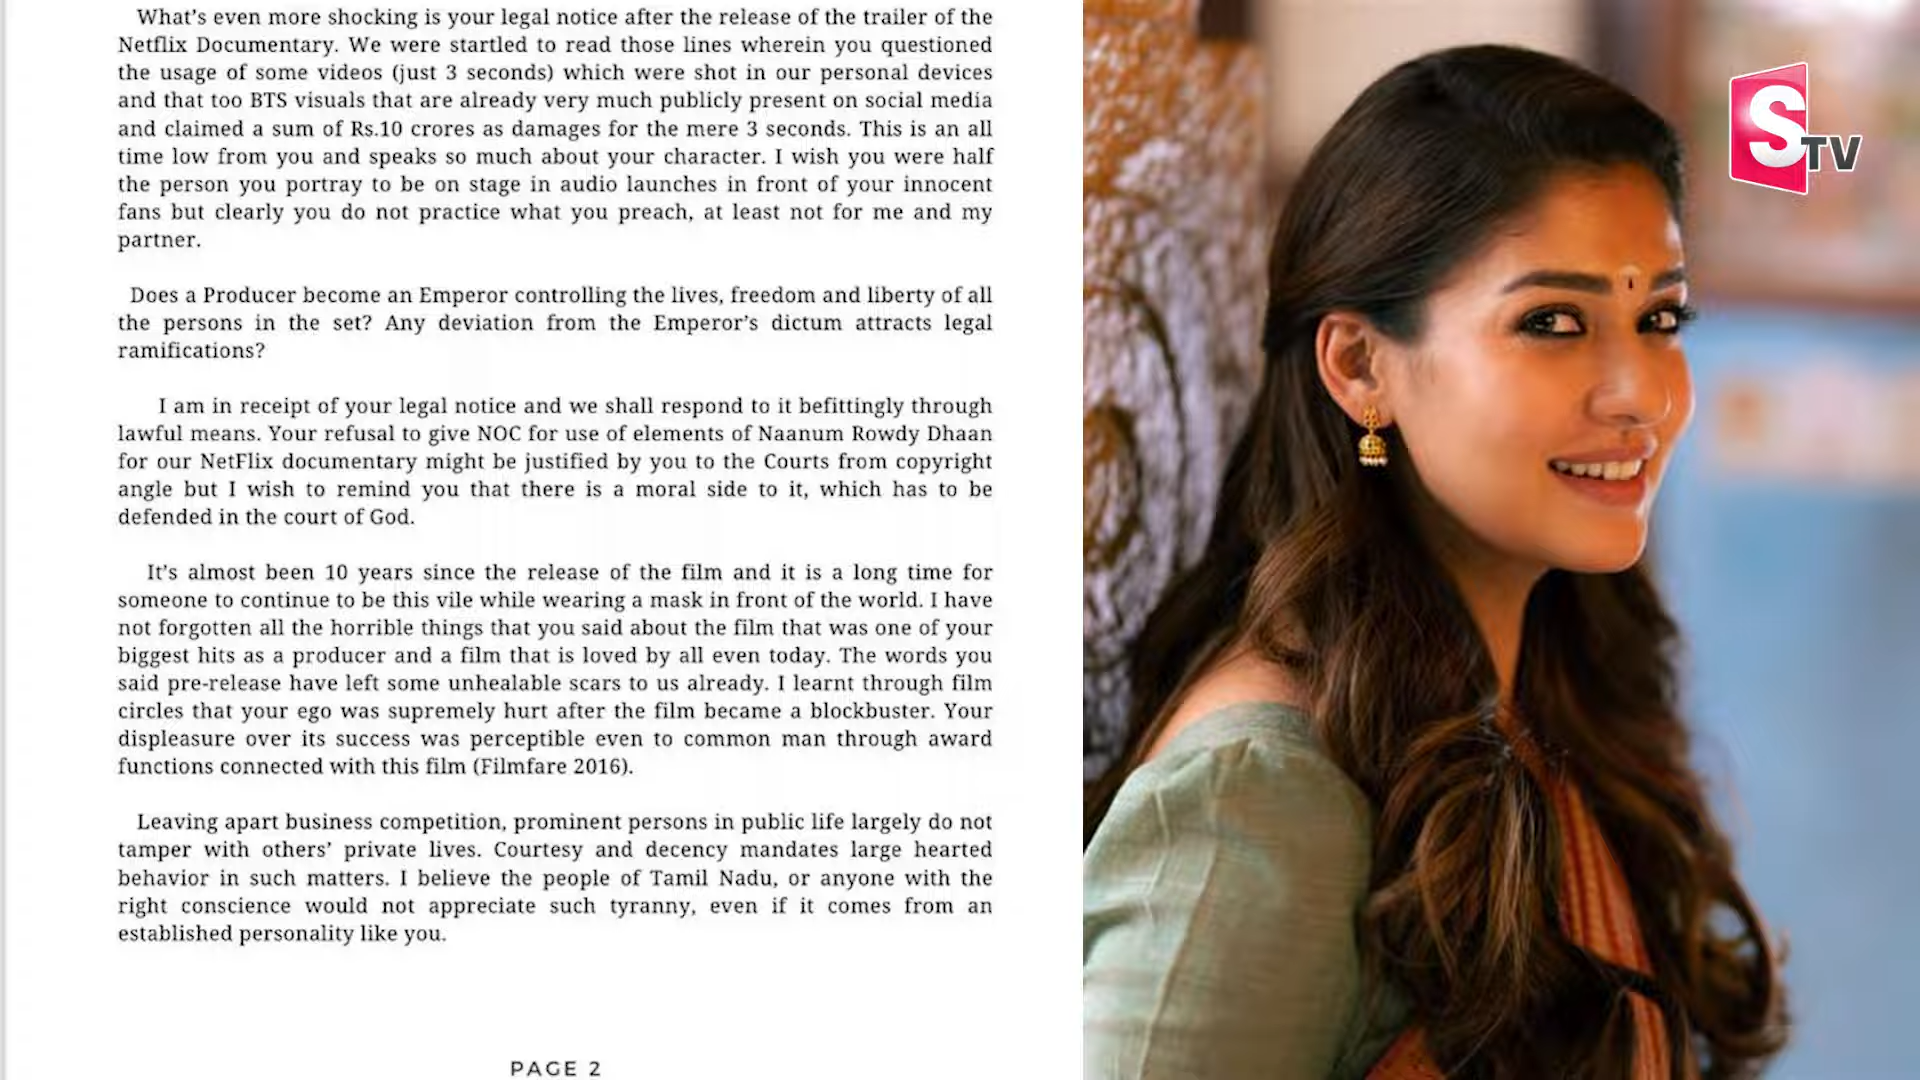 What's even more shocking is your legal notice after the release of the trailer of the
Netflix Documentary. We were startled to read those lines wherein you questioned
the usage of some videos (just 3 seconds) which were shot in our personal devices
and that too BTS visuals that are already very much publicly present on social media
and claimed a sum of Rs.10 crores as damages for the mere 3 seconds. This is an all
time low from you and speaks so much about your character. I wish you were half
the person you portray to be on stage in audio launches in front of your innocent
fans but clearly you do not practice what you preach, at least not for me and my
partner.
Does a Producer become an Emperor controlling the lives, freedom and liberty of all
the persons in the set? Any deviation from the Emperor's dictum attracts legal
ramifications?
I am in receipt of your legal notice and we shall respond to it befittingly through
lawful means. Your refusal to give NOC for use of elements of Naanum Rowdy Dhaan
for our NetFlix documentary might be justified by you to the Courts from copyright
angle but I wish to remind you that there is a moral side to it, which has to be
defended in the court of God.
It's almost been 10 years since the release of the film and it is a long time for
someone to continue to be this vile while wearing a mask in front of the world. I have
not forgotten all the horrible things that you said about the film that was one of your
biggest hits as a producer and a film that is loved by all even today. The words you
said pre-release have left some unhealable scars to us already. I learnt through film
circles that your ego was supremely hurt after the film became a blockbuster. Your
displeasure over its success was perceptible even to common man through award
functions connected with this film (Filmfare 2016).
Leaving apart business competition, prominent persons in public life largely do not
tamper with others' private lives. Courtesy and decency mandates large hearted
behavior in such matters. I believe the people of Tamil Nadu, or anyone with the
right conscience would not appreciate such tyranny, even if it comes from an
established personality like you.
PAGE 2
S TV